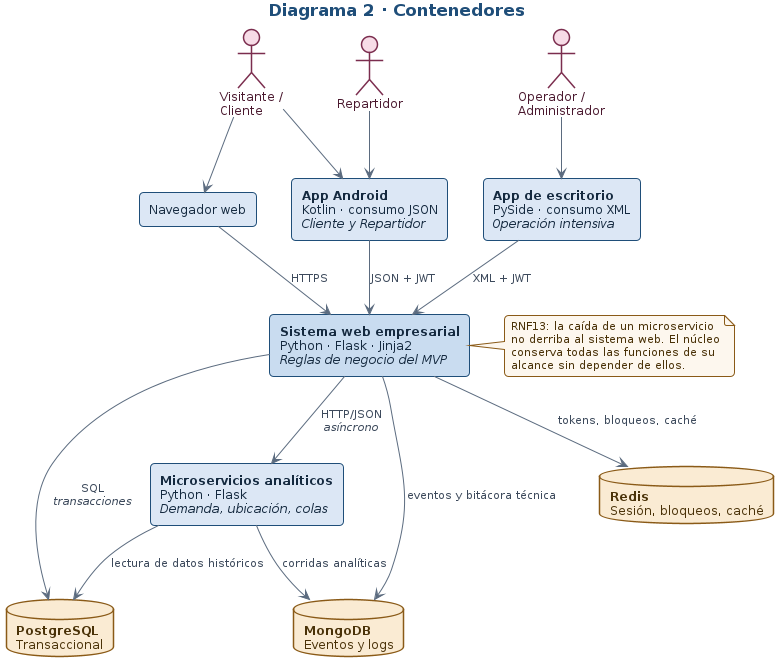 Diagrama 2 · Contenedores
Visitante /
Cliente
Repartidor
Operador /
Administrador
Navegador web
App Android
Kotlin · consumo JSON
Cliente y Repartidor
App de escritorio
PySide · consumo XML
Operación intensiva
HTTPS
JSON + JWT
XML + JWT
Sistema web empresarial
Python · Flask · Jinja2
Reglas de negocio del MVP
RNF13: la caída de un microservicio
no derriba al sistema web. El núcleo
conserva todas las funciones de su
alcance sin depender de ellos.
HTTP/JSON
asíncrono
tokens, bloqueos, caché
SQL
transacciones
Microservicios analíticos
Python · Flask
Demanda, ubicación, colas
eventos y bitácora técnica
Redis
Sesión, bloqueos, caché
lectura de datos históricos
corridas analíticas
PostgreSQL
Transaccional
MongoDB
Eventos y logs